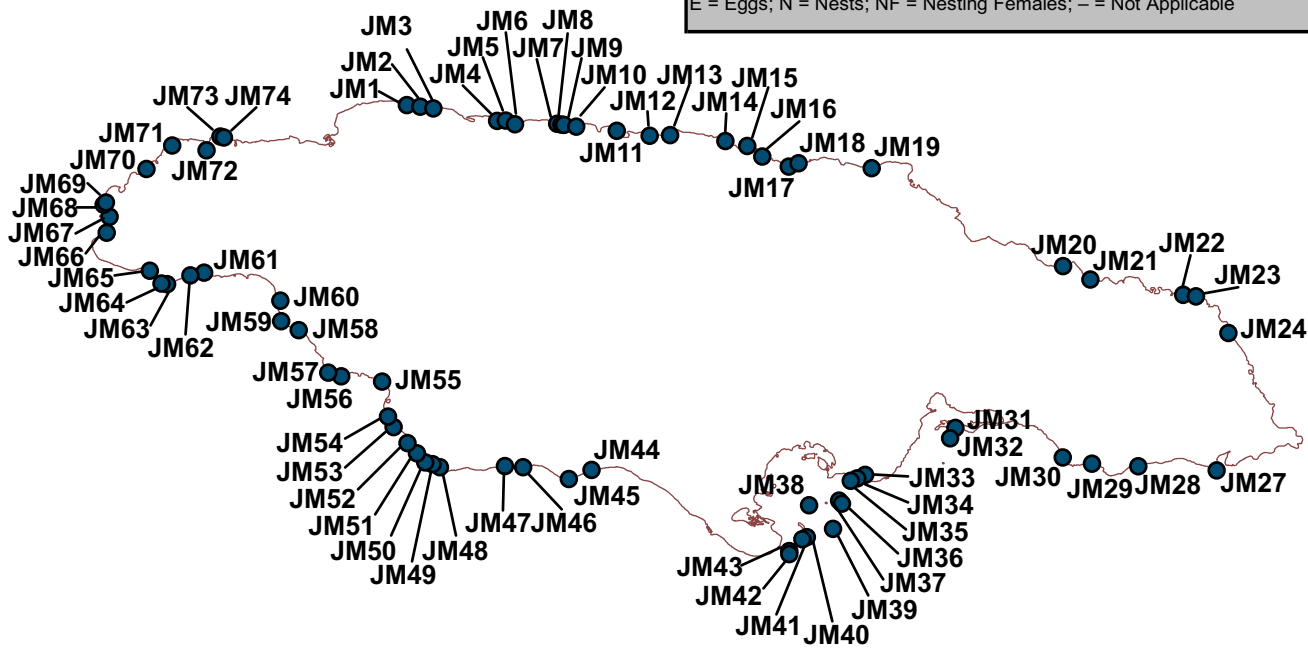 E = Eggs; N = Nests; NF = Nesting Females; – = Not Applicable
JM1
JM2
JM3
JM4
JM5
JM6
JM7
JM8
JM9
JM10
JM11
JM12
JM13
JM14
JM15
JM16
JM17
JM18
JM19
JM20
JM21
JM22
JM23
JM24
JM27
JM28
JM29
JM30
JM31
JM32
JM33
JM34
JM35
JM36
JM37
JM38
JM39
JM40
JM41
JM42
JM43
JM44
JM45
JM46
JM47
JM48
JM49
JM50
JM51
JM52
JM53
JM54
JM55
JM56
JM57
JM58
JM59
JM60
JM61
JM62
JM63
JM64
JM65
JM66
JM67
JM68
JM69
JM70
JM71
JM72
JM73
JM74